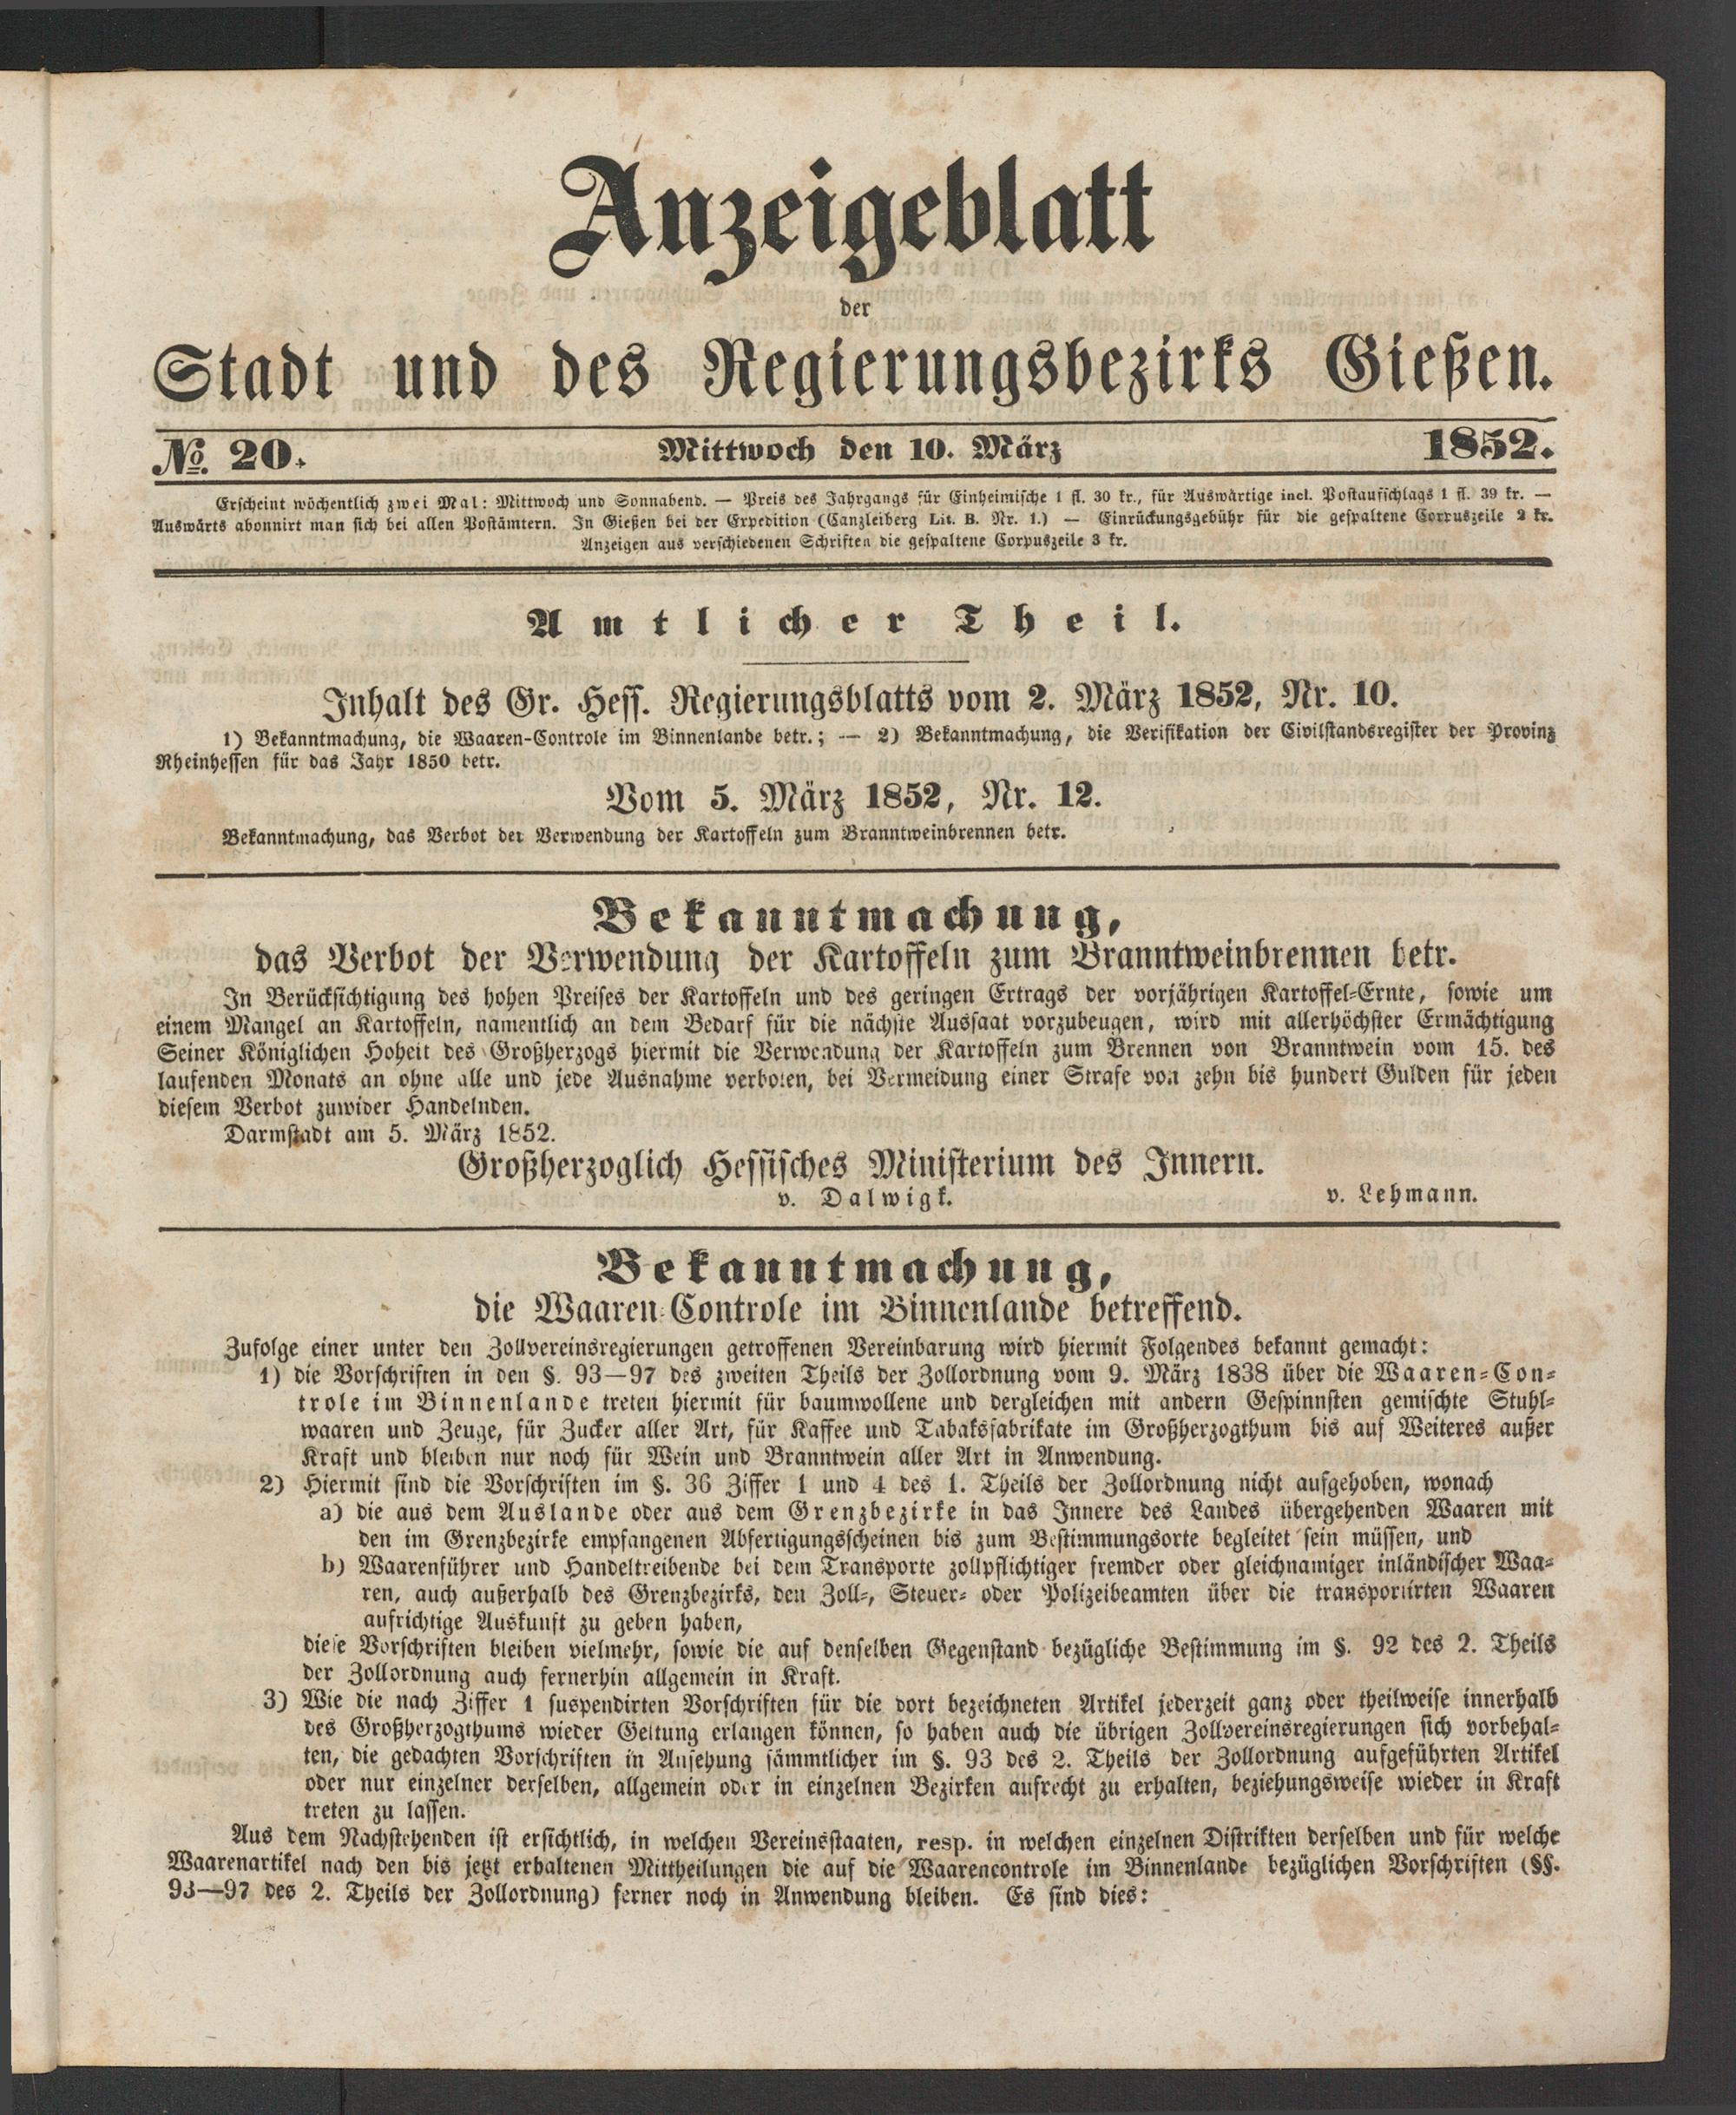 Anzeigeblatt
der
Stadt und des Regierungsbezirks Gießen.
No. 20. Mittwoch den 10. März 1852.
Erscheint wöchentlich zwei Mal: Mittwoch und Sonnabend. — Preis des Jahrgangs für Einheimische 1 fl. 30 kr., für Auswärtige incl. Postaufschlags 1 fl. 39 kr. —
Auswärts abonnirt man sich bei allen Postämtern. In Gießen bei der Expedition (Canzleiberg Lit. B. Nr. 1.) — Einrückungsgebühr für die gespaltene Corpuszeile 2 kr.
Anzeigen aus verschiedenen Schriften die gespaltene Corpuszeile 3 kr.
Amtlicher Theil.
Inhalt des Gr. Hess. Regierungsblatts vom 2. März 1852, Nr. 10.
1) Bekanntmachung, die Waaren-Controle im Binnenlande betr.; — 2) Bekanntmachung, die Verifikation der Civilstandsregister der Provinz
Rheinhessen für das Jahr 1850 betr.
Vom 5. März 1852, Nr. 12.
Bekanntmachung, das Verbot der Verwendung der Kartoffeln zum Branntweinbrennen betr.
Bekanntmachung,
das Verbot der Verwendung der Kartoffeln zum Branntweinbrennen betr.
In Berücksichtigung des hohen Preises der Kartoffeln und des geringen Ertrags der vorjährigen Kartoffel-Ernte, sowie um
einem Mangel an Kartoffeln, namentlich an dem Bedarf für die nächste Aussaat vorzubeugen, wird mit allerhöchster Ermächtigung
Seiner Königlichen Hoheit des Großherzogs hiermit die Verwendung der Kartoffeln zum Brennen von Branntwein vom 15. des
laufenden Monats an ohne alle und jede Ausnahme verboten, bei Vermeidung einer Strafe von zehn bis hundert Gulden für jeden
diesem Verbot zuwider Handelnden.
Darmstadt am 5. März 1852.
Großherzoglich Hessisches Ministerium des Innern.
v. Dalwigk. v. Lehmann.
Bekanntmachung,
die Waaren-Controle im Binnenlande betreffend.
Zufolge einer unter den Zollvereinsregierungen getroffenen Vereinbarung wird hiermit Folgendes bekannt gemacht:
1) die Vorschriften in den §. 93—97 des zweiten Theils der Zollordnung vom 9. März 1838 über die Waaren-Con-
trole im Binnenlande treten hiermit für baumwollene und dergleichen mit andern Gespinnsten gemischte Stuhl-
waaren und Zeuge, für Zucker aller Art, für Kaffee und Tabaksfabrikate im Großherzogthum bis auf Weiteres außer
Kraft und bleiben nur noch für Wein und Branntwein aller Art in Anwendung.
2) Hiermit sind die Vorschriften im §. 36 Ziffer 1 und 4 des 1. Theils der Zollordnung nicht aufgehoben, wonach
a) die aus dem Auslande oder aus dem Grenzbezirke in das Innere des Landes übergehenden Waaren mit
den im Grenzbezirke empfangenen Abfertigungsscheinen bis zum Bestimmungsorte begleitet sein müssen, und
b) Waarenführer und Handeltreibende bei dem Transporte zollpflichtiger fremder oder gleichnamiger inländischer Waa-
ren, auch außerhalb des Grenzbezirks, den Zoll-, Steuer- oder Polizeibeamten über die transportirten Waaren
aufrichtige Auskunft zu geben haben,
diese Vorschriften bleiben vielmehr, sowie die auf denselben Gegenstand bezügliche Bestimmung im §. 92 des 2. Theils
der Zollordnung auch fernerhin allgemein in Kraft.
3) Wie die nach Ziffer 1 suspendirten Vorschriften für die dort bezeichneten Artikel jederzeit ganz oder theilweise innerhalb
des Großherzogthums wieder Geltung erlangen können, so haben auch die übrigen Zollvereinsregierungen sich vorbehal-
ten, die gedachten Vorschriften in Ansehung sämmtlicher im §. 93 des 2. Theils der Zollordnung aufgeführten Artikel
oder nur einzelner derselben, allgemein oder in einzelnen Bezirken aufrecht zu erhalten, beziehungsweise wieder in Kraft
treten zu lassen.
Aus dem Nachstehenden ist ersichtlich, in welchen Vereinsstaaten, resp. in welchen einzelnen Distrikten derselben und für welche
Waarenartikel nach den bis jetzt erhaltenen Mittheilungen die auf die Waarencontrole im Binnenlande bezüglichen Vorschriften (§§.
93—97 des 2. Theils der Zollordnung) ferner noch in Anwendung bleiben. Es sind dies: